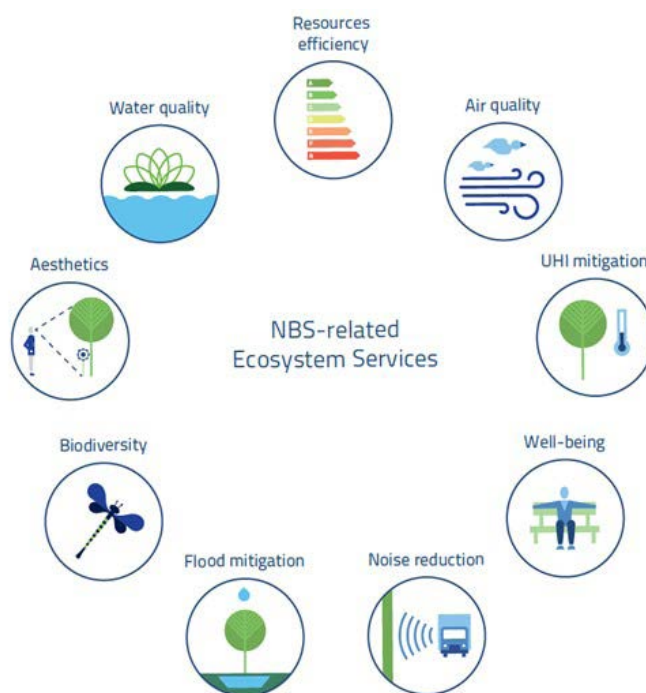 Resources
efficiency
Water quality
Air quality
Aesthetics
UHI mitigation
NBS-related
Ecosystem Services
Biodiversity
Well-being
Flood mitigation
Noise reduction